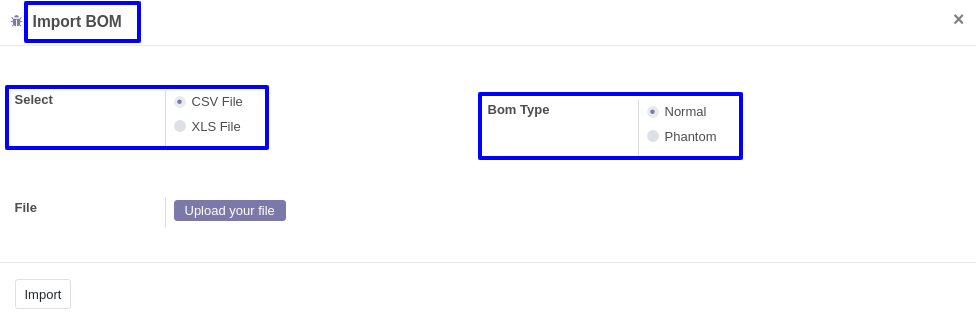 Import BOM
×
Select
CSV File
XLS File
Bom Type
Normal
Phantom
File
Upload your file
Import